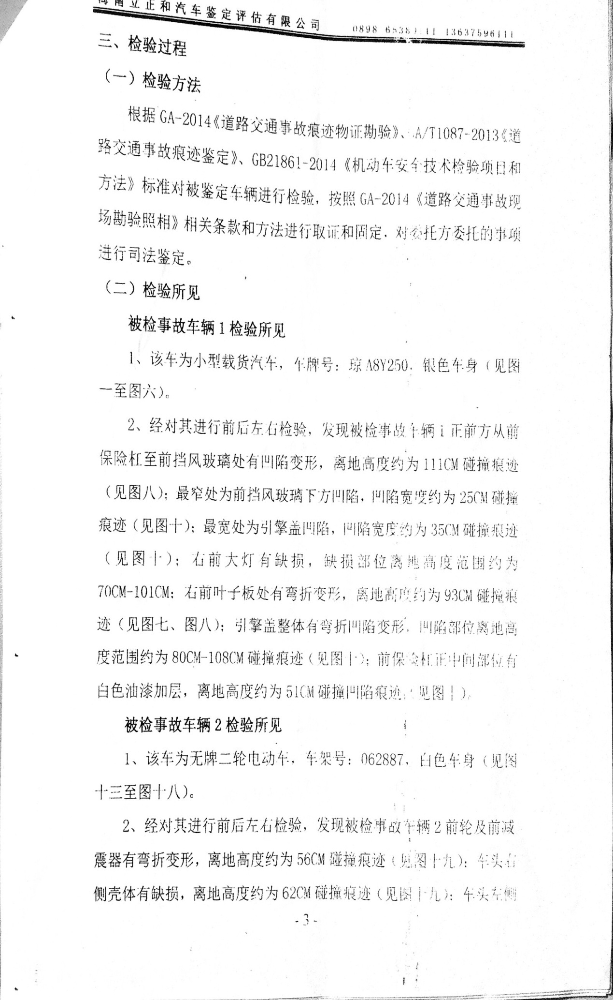 海南立正和汽车鉴定评估有限公司
三、检验过程
（一）检验方法
根据 GA-2014《道路交通事故痕迹物证勘验》、 A/T1087-2013《道
路交通事故痕迹鉴定》、GB21861-2014《机动车安全技术检验项目和
方法》标准对被鉴定车辆进行检验，按照 GA-2014《道路交通事故现
场勘验照相》相关条款和方法进行取证和固定，对委托方委托的事项
进行司法鉴定。
（二）检验所见
被检事故车辆 1 检验所见
1、该车为小型载货汽车，车牌号：琼 A8Y250，银色车身（见图
一至图六）。
2、经对其进行前后左右检验，发现被检事故车辆 1 正前方从前
保险杠至前挡风玻璃处有凹陷变形，离地高度约为 111CM 碰撞痕迹
（见图八）；最窄处为前挡风玻璃下方凹陷，凹陷宽度约为 25CM 碰撞
痕迹（见图十）；最宽处为引擎盖凹陷，凹陷宽度约为 35CM 碰撞痕迹
（见图十）；右前大灯有缺损，缺损部位离地高度范围约为
70CM-101CM；右前叶子板处有弯折变形，离地高度约为 93CM 碰撞痕
迹（见图七、图八）；引擎盖整体有弯折凹陷变形，凹陷部位离地高
度范围约为 80CM-108CM 碰撞痕迹（见图十）；前保险杠正中间部位有
白色油漆加层，离地高度约为 51CM 碰撞凹陷痕迹（见图十）。
被检事故车辆 2 检验所见
1、该车为无牌二轮电动车，车架号：062887，白色车身（见图
十三至图十八）。
2、经对其进行前后左右检验，发现被检事故车辆 2 前轮及前减
震器有弯折变形，离地高度约为 56CM 碰撞痕迹（见图十九）；车头右
侧壳体有缺损，离地高度约为 62CM 碰撞痕迹（见图十九）；车头左侧
- 3 -